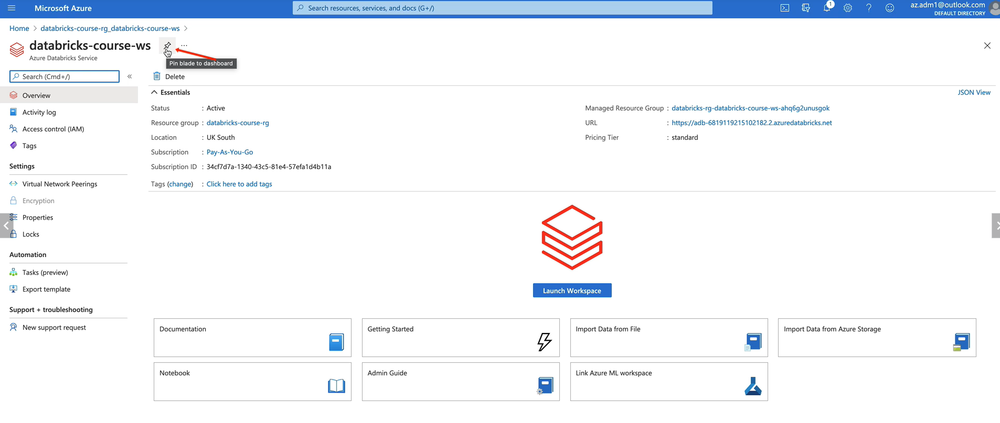 Microsoft Azure
Search resources, services, and docs (G+/)
1
az.adm1@outlook.com
DEFAULT DIRECTORY
Home > databricks-course-rg_databricks-course-ws >
databricks-course-ws
...
Azure Databricks Service
Pin blade to dashboard
Search (Cmd+/)
«
Delete
Overview
Activity log
Access control (IAM)
Tags
Settings
Virtual Network Peerings
Encryption
Properties
Locks
Automation
Tasks (preview)
Export template
Support + troubleshooting
New support request
Essentials
JSON View
Status : Active
Resource group : databricks-course-rg
Location : UK South
Subscription : Pay-As-You-Go
Subscription ID : 34cf7d7a-1340-43c5-81e4-57efa1d4b11a
Tags (change) : Click here to add tags
Managed Resource Group : databricks-rg-databricks-course-ws-ahq6g2unusgok
URL : https://adb-6819119215102182.2.azuredatabricks.net
Pricing Tier : standard
Launch Workspace
Documentation
Getting Started
Import Data from File
Import Data from Azure Storage
Notebook
Admin Guide
Link Azure ML workspace